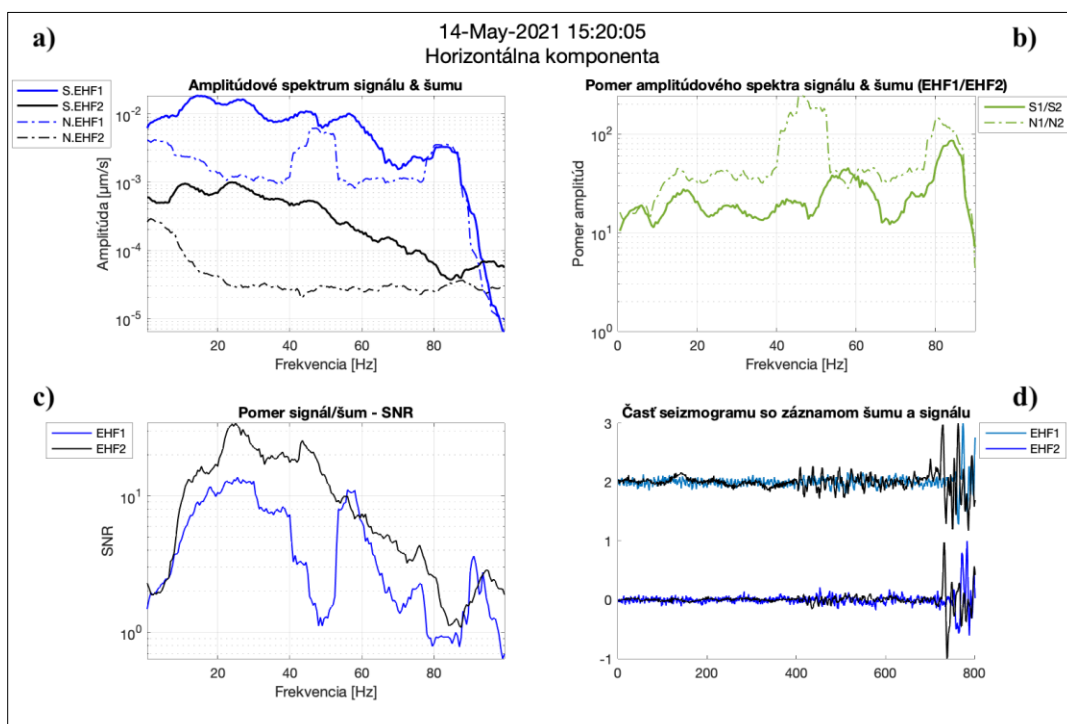 14-May-2021 15:20:05
Horizontálna komponenta
a)
Amplitúdové spektrum signálu & šumu
S.EHF1
S.EHF2
N.EHF1
N.EHF2
Amplitúda [µm/s]
10-2
10-3
10-4
10-5
20 40 60 80
Frekvencia [Hz]
b)
Pomer amplitúdového spektra signálu & šumu (EHF1/EHF2)
S1/S2
N1/N2
Pomer amplitúd
10²
10¹
10⁰
0 20 40 60 80
Frekvencia [Hz]
c)
Pomer signál/šum - SNR
EHF1
EHF2
SNR
10¹
10⁰
20 40 60 80
Frekvencia [Hz]
d)
Časť seizmogramu so záznamom šumu a signálu
EHF1
EHF2
3
2
1
0
-1
0 200 400 600 800